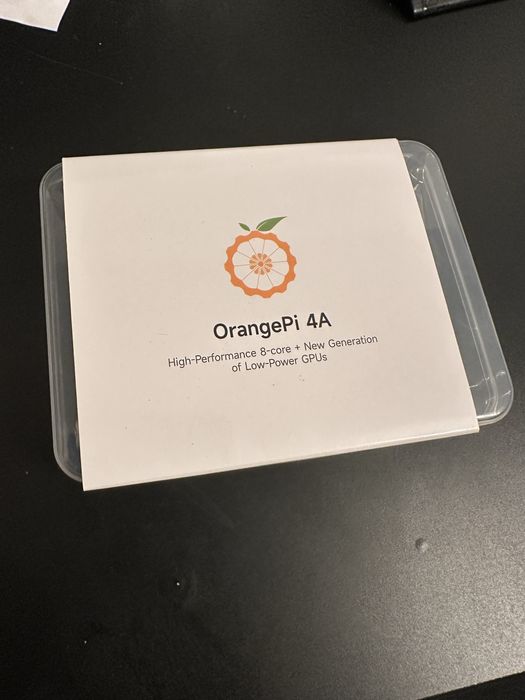 OrangePi 4A
High-Performance 8-core + New Generation
of Low-Power GPUs